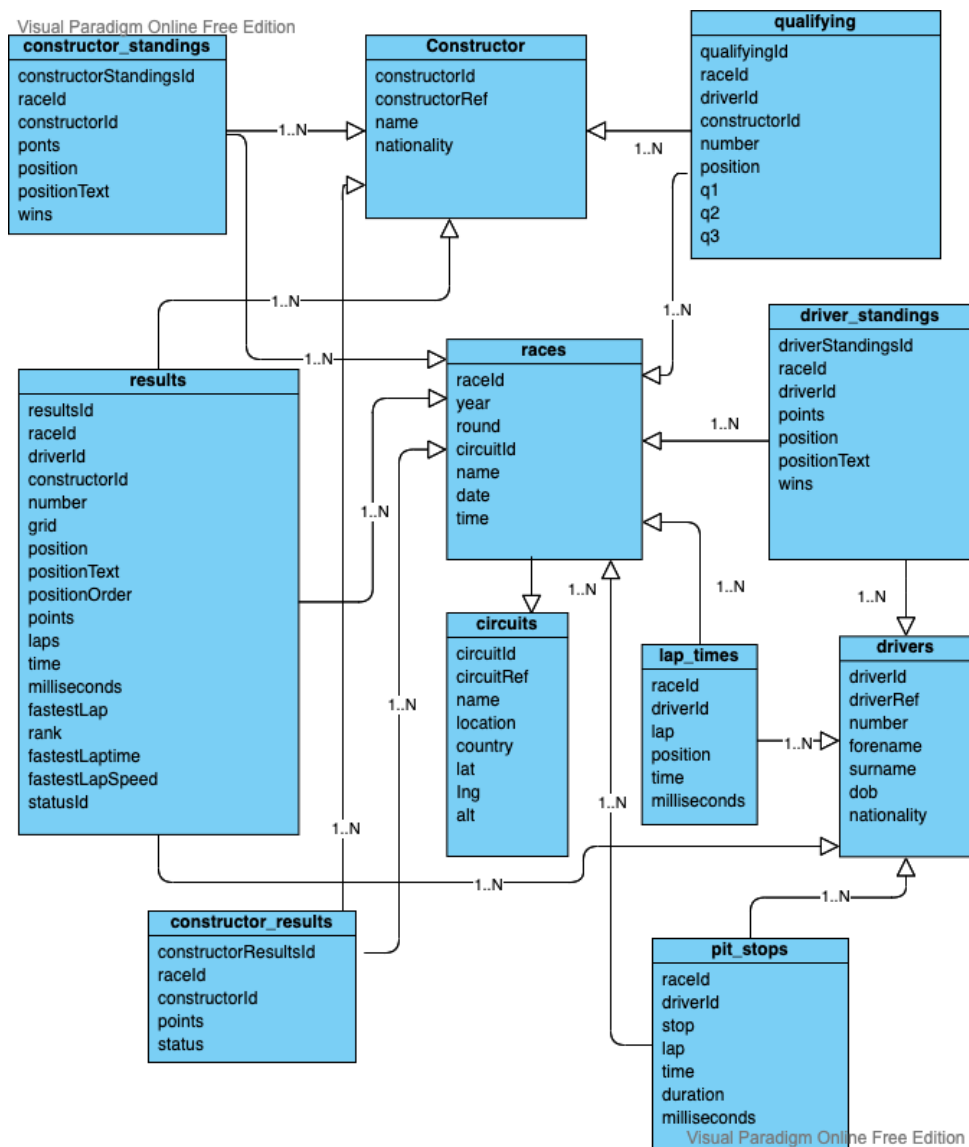 Visual Paradigm Online Free Edition
constructor_standings
constructorStandingsId
raceId
constructorId
ponts
position
positionText
wins
1..N
Constructor
constructorId
constructorRef
name
nationality
1..N
qualifying
qualifyingId
raceId
driverId
constructorId
number
position
q1
q2
q3
1..N
1..N
1..N
results
resultsId
raceId
driverId
constructorId
number
grid
position
positionText
positionOrder
points
laps
time
milliseconds
fastestLap
rank
fastestLaptime
fastestLapSpeed
statusId
1..N
races
raceId
year
round
circuitId
name
date
time
1..N
driver_standings
driverStandingsId
raceId
driverId
points
position
positionText
wins
1..N
1..N
1..N
circuits
circuitId
circuitRef
name
location
country
lat
lng
alt
1..N
lap_times
raceId
driverId
lap
position
time
milliseconds
1..N
drivers
driverId
driverRef
number
forename
surname
dob
nationality
1..N
1..N
1..N
1..N
constructor_results
constructorResultsId
raceId
constructorId
points
status
pit_stops
raceId
driverId
stop
lap
time
duration
milliseconds
Visual Paradigm Online Free Edition